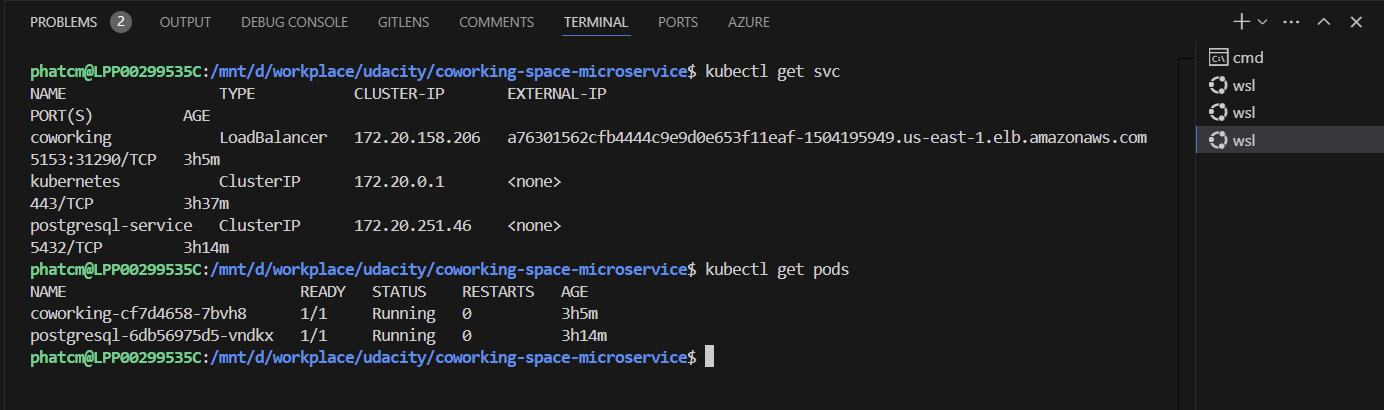 PROBLEMS 2 OUTPUT DEBUG CONSOLE GITLENS COMMENTS TERMINAL PORTS AZURE
cmd
wsl
wsl
wsl
phatcm@LPP00299535C:/mnt/d/workplace/udacity/coworking-space-microservice$ kubectl get svc
NAME TYPE CLUSTER-IP EXTERNAL-IP
PORT(S) AGE
coworking LoadBalancer 172.20.158.206 a76301562cfb4444c9e9d0e653f11eaf-1504195949.us-east-1.elb.amazonaws.com
5153:31290/TCP 3h5m
kubernetes ClusterIP 172.20.0.1 <none>
443/TCP 3h37m
postgresql-service ClusterIP 172.20.251.46 <none>
5432/TCP 3h14m
phatcm@LPP00299535C:/mnt/d/workplace/udacity/coworking-space-microservice$ kubectl get pods
NAME READY STATUS RESTARTS AGE
coworking-cf7d4658-7bvh8 1/1 Running 0 3h5m
postgresql-6db56975d5-vndkx 1/1 Running 0 3h14m
phatcm@LPP00299535C:/mnt/d/workplace/udacity/coworking-space-microservice$